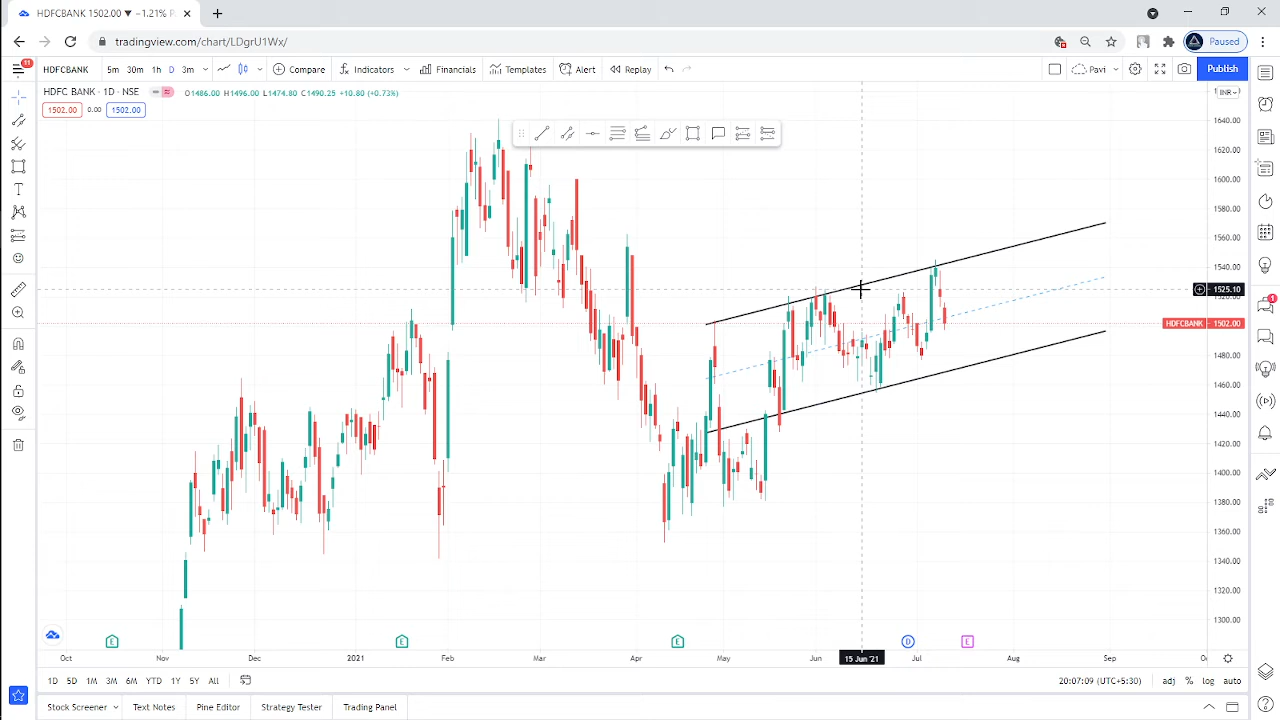 HDFCBANK 1502.00 ▼ −1.21%
tradingview.com/chart/LDgrU1Wx/
Paused
11
HDFCBANK 5m 30m 1h D 3m Compare Indicators Financials Templates Alert Replay Pavi Publish
HDFC BANK · 1D · NSE O1486.00 H1496.00 L1474.80 C1490.25 +10.80 (+0.73%)
INR
1502.00 0.00 1502.00
1640.00
1620.00
1600.00
1580.00
1560.00
1540.00
1525.10
1520.00
HDFCBANK 1502.00
1480.00
1460.00
1440.00
1420.00
1400.00
1380.00
1360.00
1340.00
1320.00
1300.00
1
E E E D E
Oct Nov Dec 2021 Feb Mar Apr May Jun 15 Jun '21 Jul Aug Sep
1D 5D 1M 3M 6M YTD 1Y 5Y All 20:07:09 (UTC+5:30) adj % log auto
Stock Screener Text Notes Pine Editor Strategy Tester Trading Panel